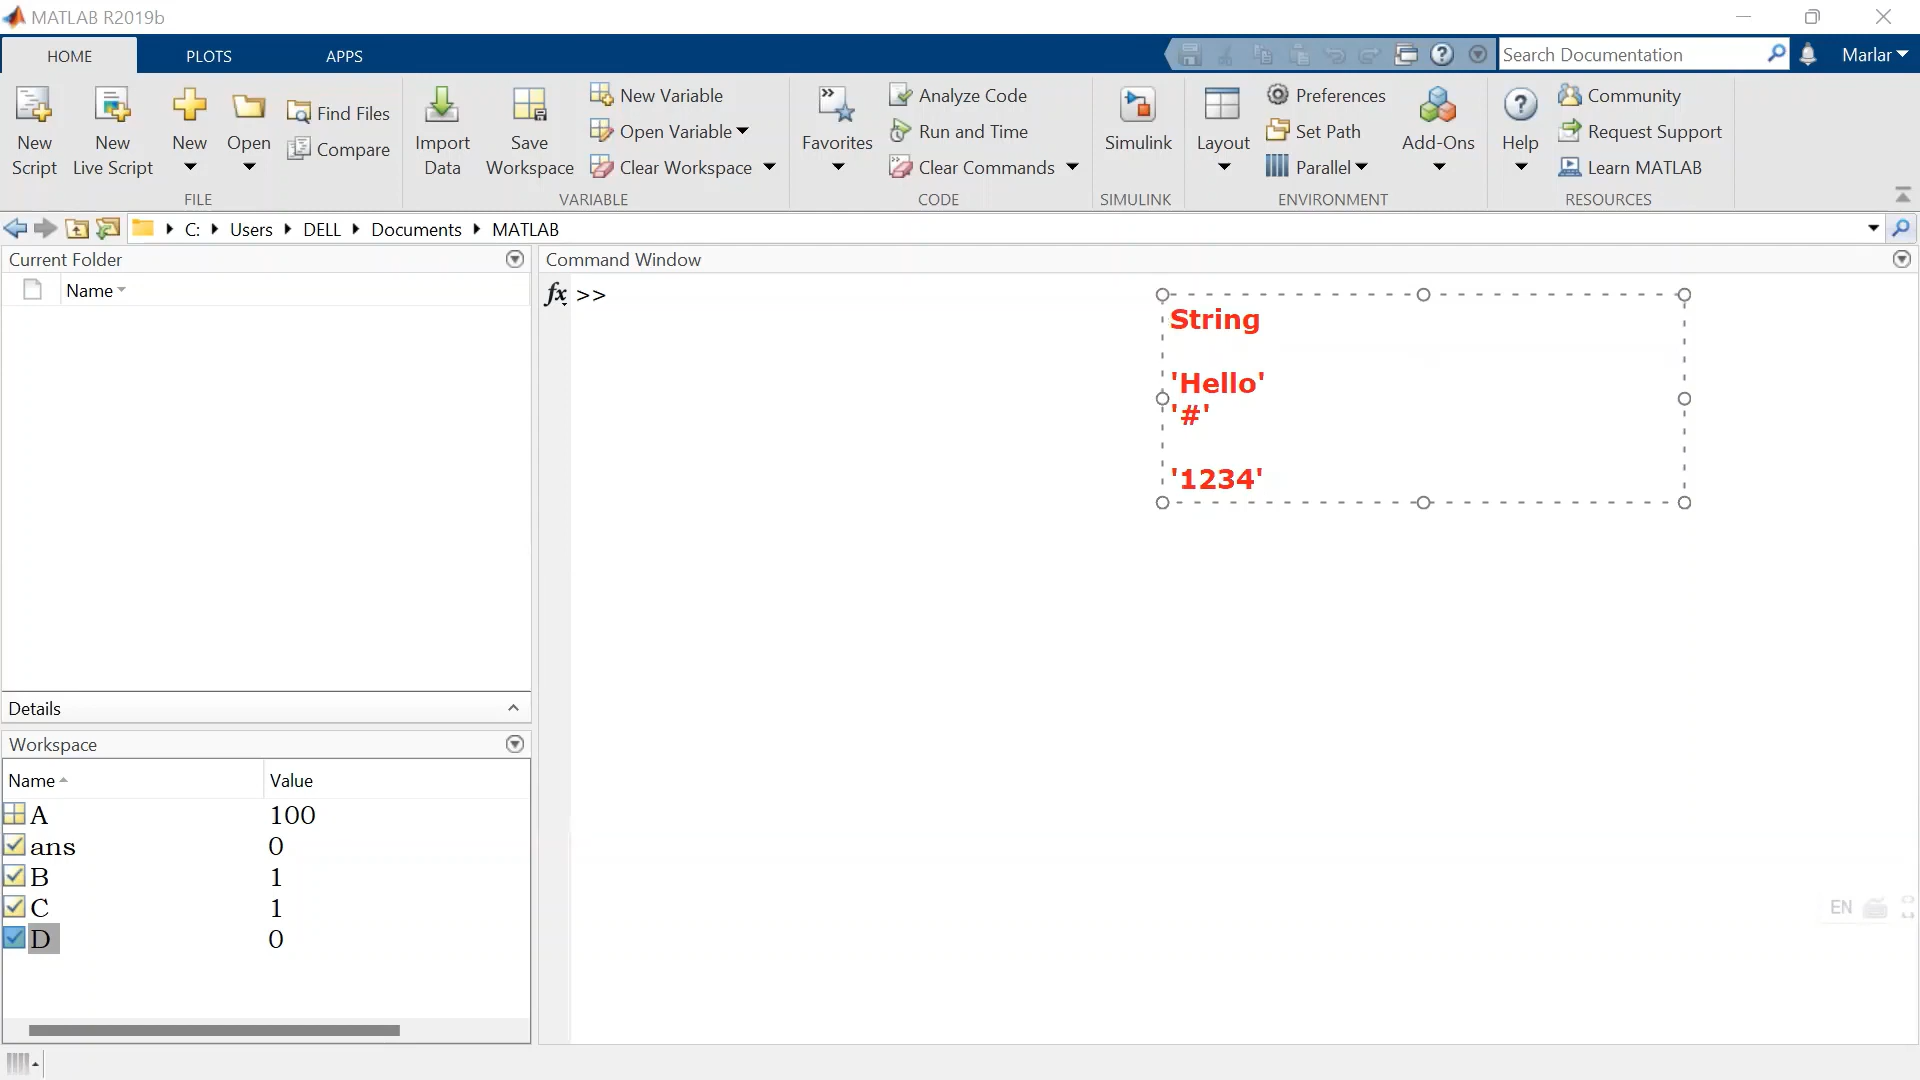 MATLAB R2019b
HOME
PLOTS
APPS
Search Documentation
Marlar
New
Script
New
Live Script
New
Open
Find Files
Compare
FILE
Import
Data
Save
Workspace
New Variable
Open Variable
Clear Workspace
VARIABLE
Favorites
Analyze Code
Run and Time
Clear Commands
CODE
Simulink
SIMULINK
Layout
Preferences
Set Path
Parallel
Add-Ons
ENVIRONMENT
Help
Community
Request Support
Learn MATLAB
RESOURCES
C: Users DELL Documents MATLAB
Current Folder
Name
Command Window
fx >>
String
'Hello'
'#'
'1234'
Details
Workspace
Name Value
A 100
ans 0
B 1
C 1
D 0
EN